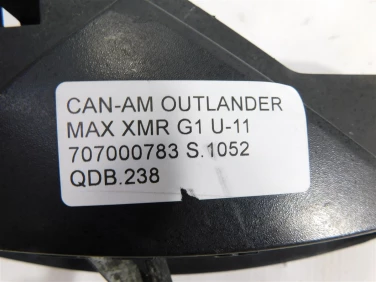 CAN-AM OUTLANDER
MAX XMR G1 U-11
707000783 S.1052
QDB.238